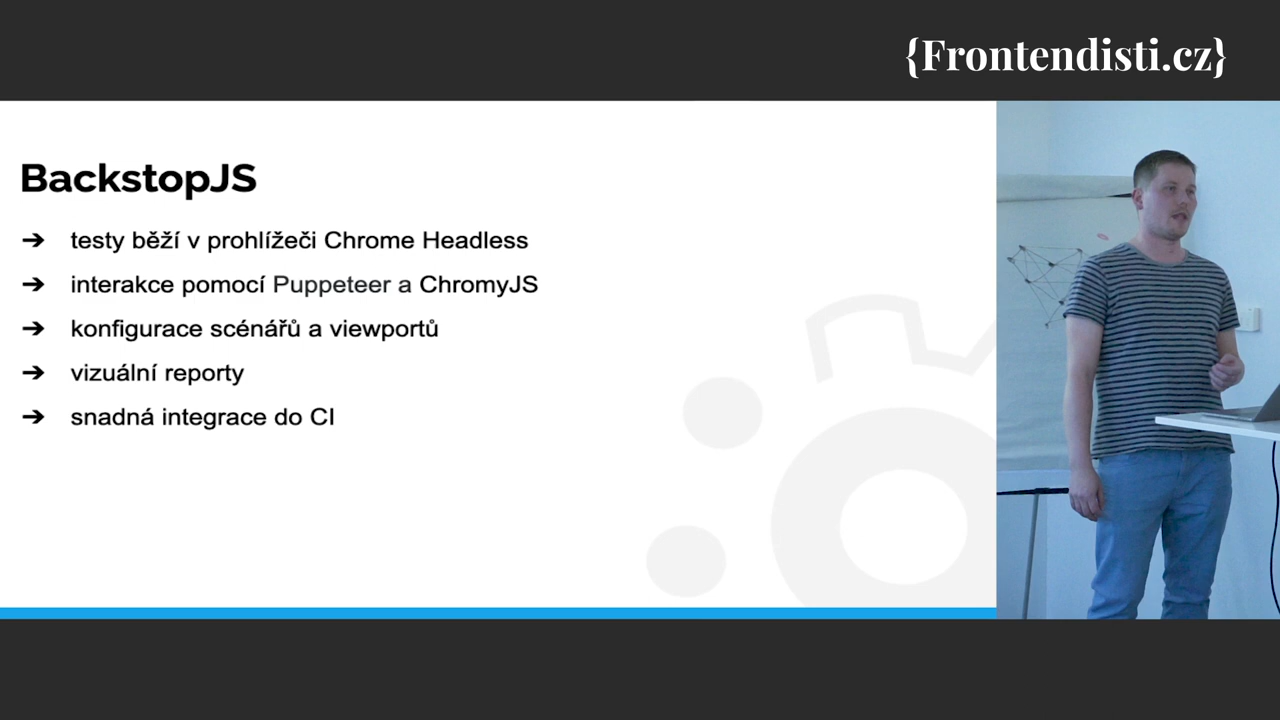 {Frontendisti.cz}
BackstopJS
➔ testy běží v prohlížeči Chrome Headless
➔ interakce pomocí Puppeteer a ChromyJS
➔ konfigurace scénářů a viewportů
➔ vizuální reporty
➔ snadná integrace do CI